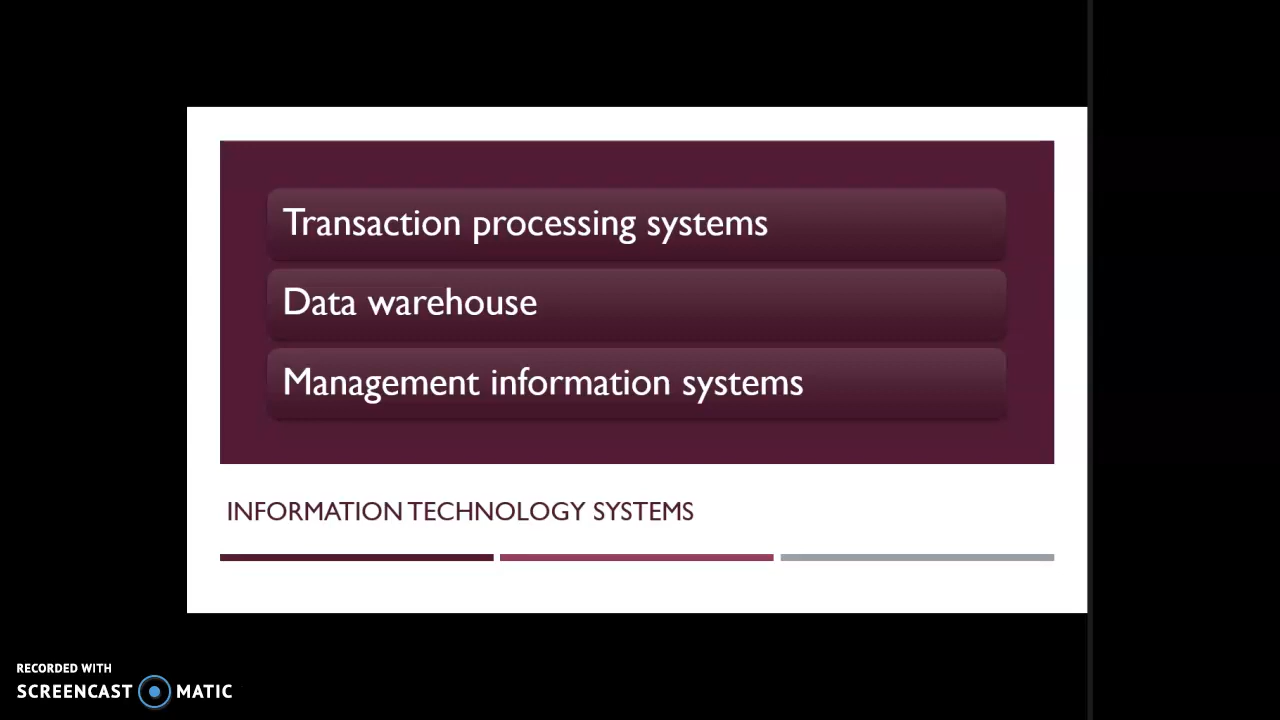 Transaction processing systems
Data warehouse
Management information systems
INFORMATION TECHNOLOGY SYSTEMS
RECORDED WITH
SCREENCAST MATIC